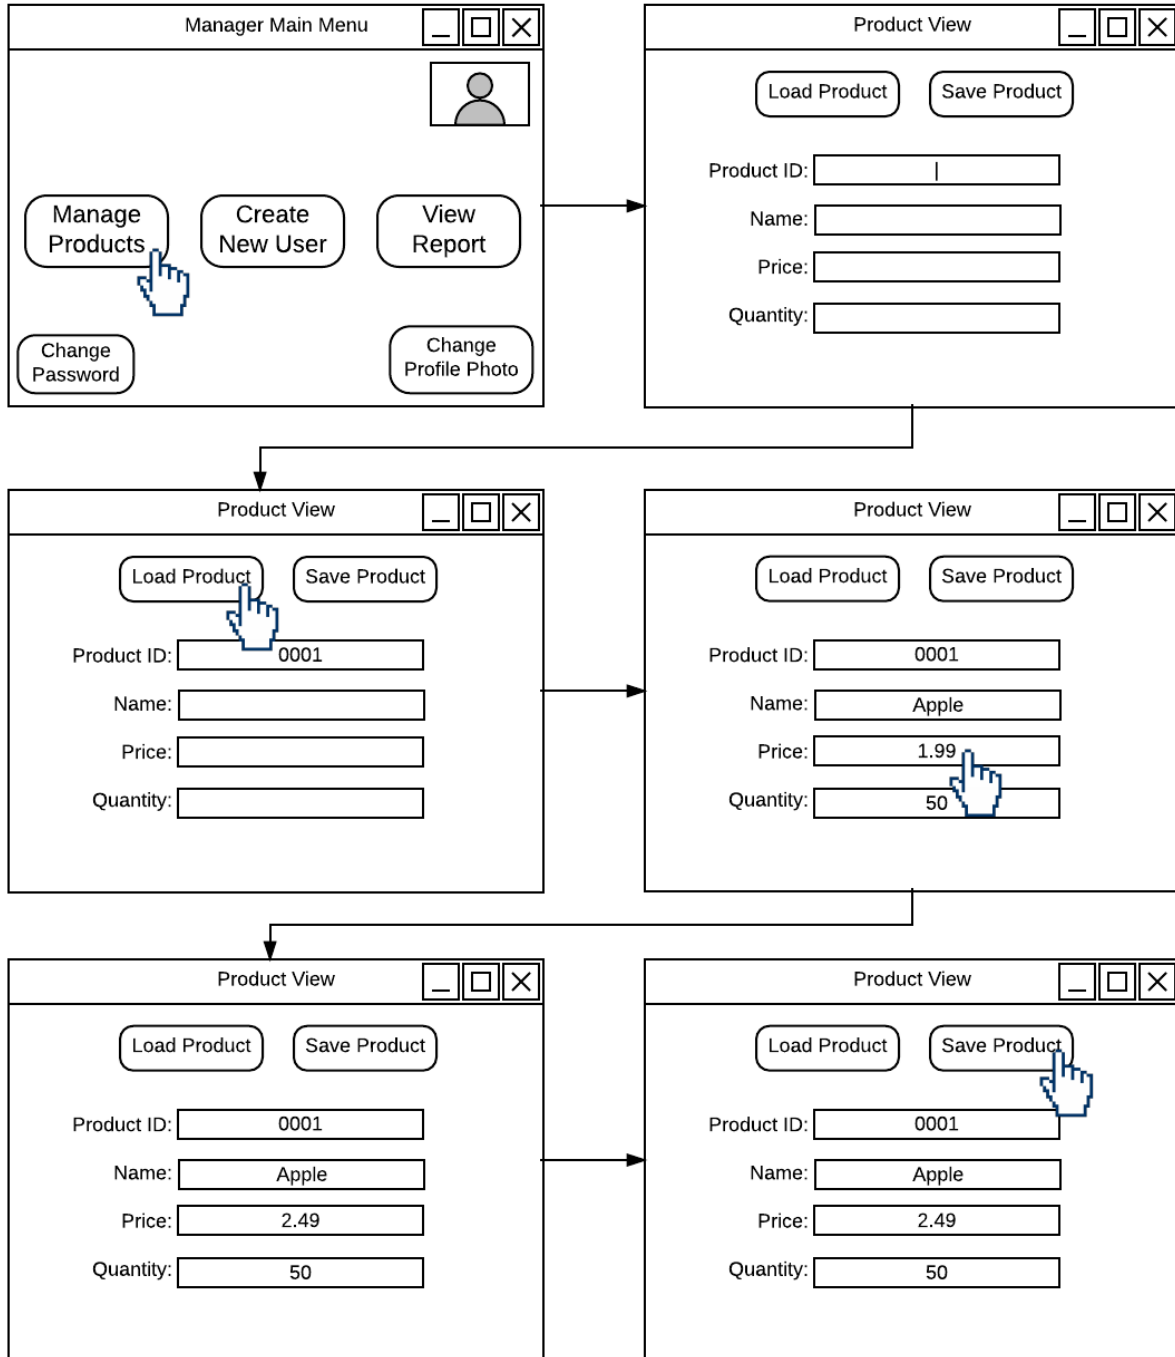 Manager Main Menu
Manage
Products
Create
New User
View
Report
Change
Password
Change
Profile Photo
Product View
Load Product
Save Product
Product ID:
Name:
Price:
Quantity:
Product View
Load Product
Save Product
Product ID: 0001
Name:
Price:
Quantity:
Product View
Load Product
Save Product
Product ID: 0001
Name: Apple
Price: 1.99
Quantity: 50
Product View
Load Product
Save Product
Product ID: 0001
Name: Apple
Price: 2.49
Quantity: 50
Product View
Load Product
Save Product
Product ID: 0001
Name: Apple
Price: 2.49
Quantity: 50